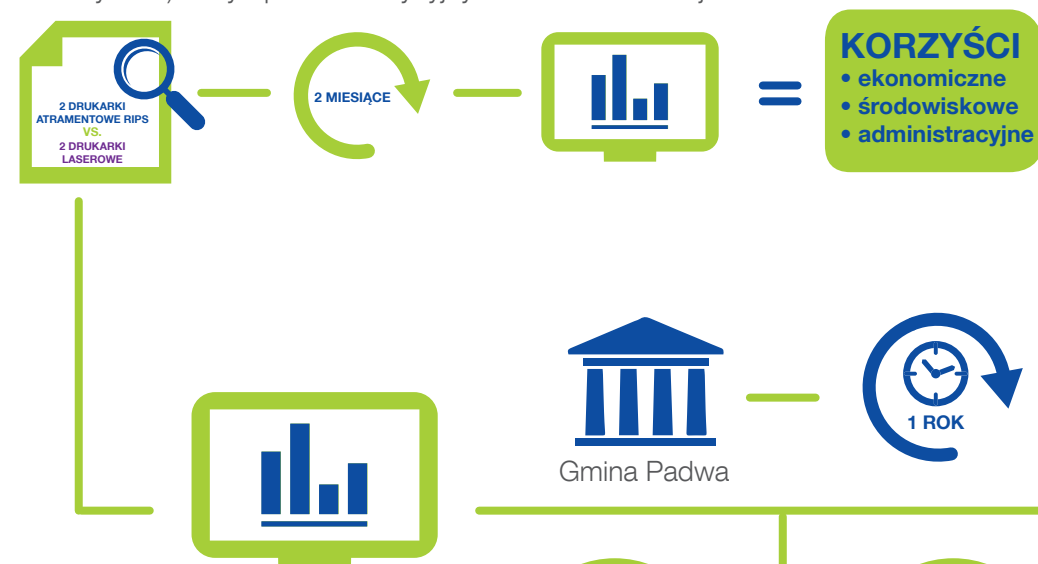 2 DRUKARKI
ATRAMENTOWE RIPS
VS.
2 DRUKARKI
LASEROWE
2 MIESIĄCE
KORZYŚCI
• ekonomiczne
• środowiskowe
• administracyjne
Gmina Padwa
1 ROK